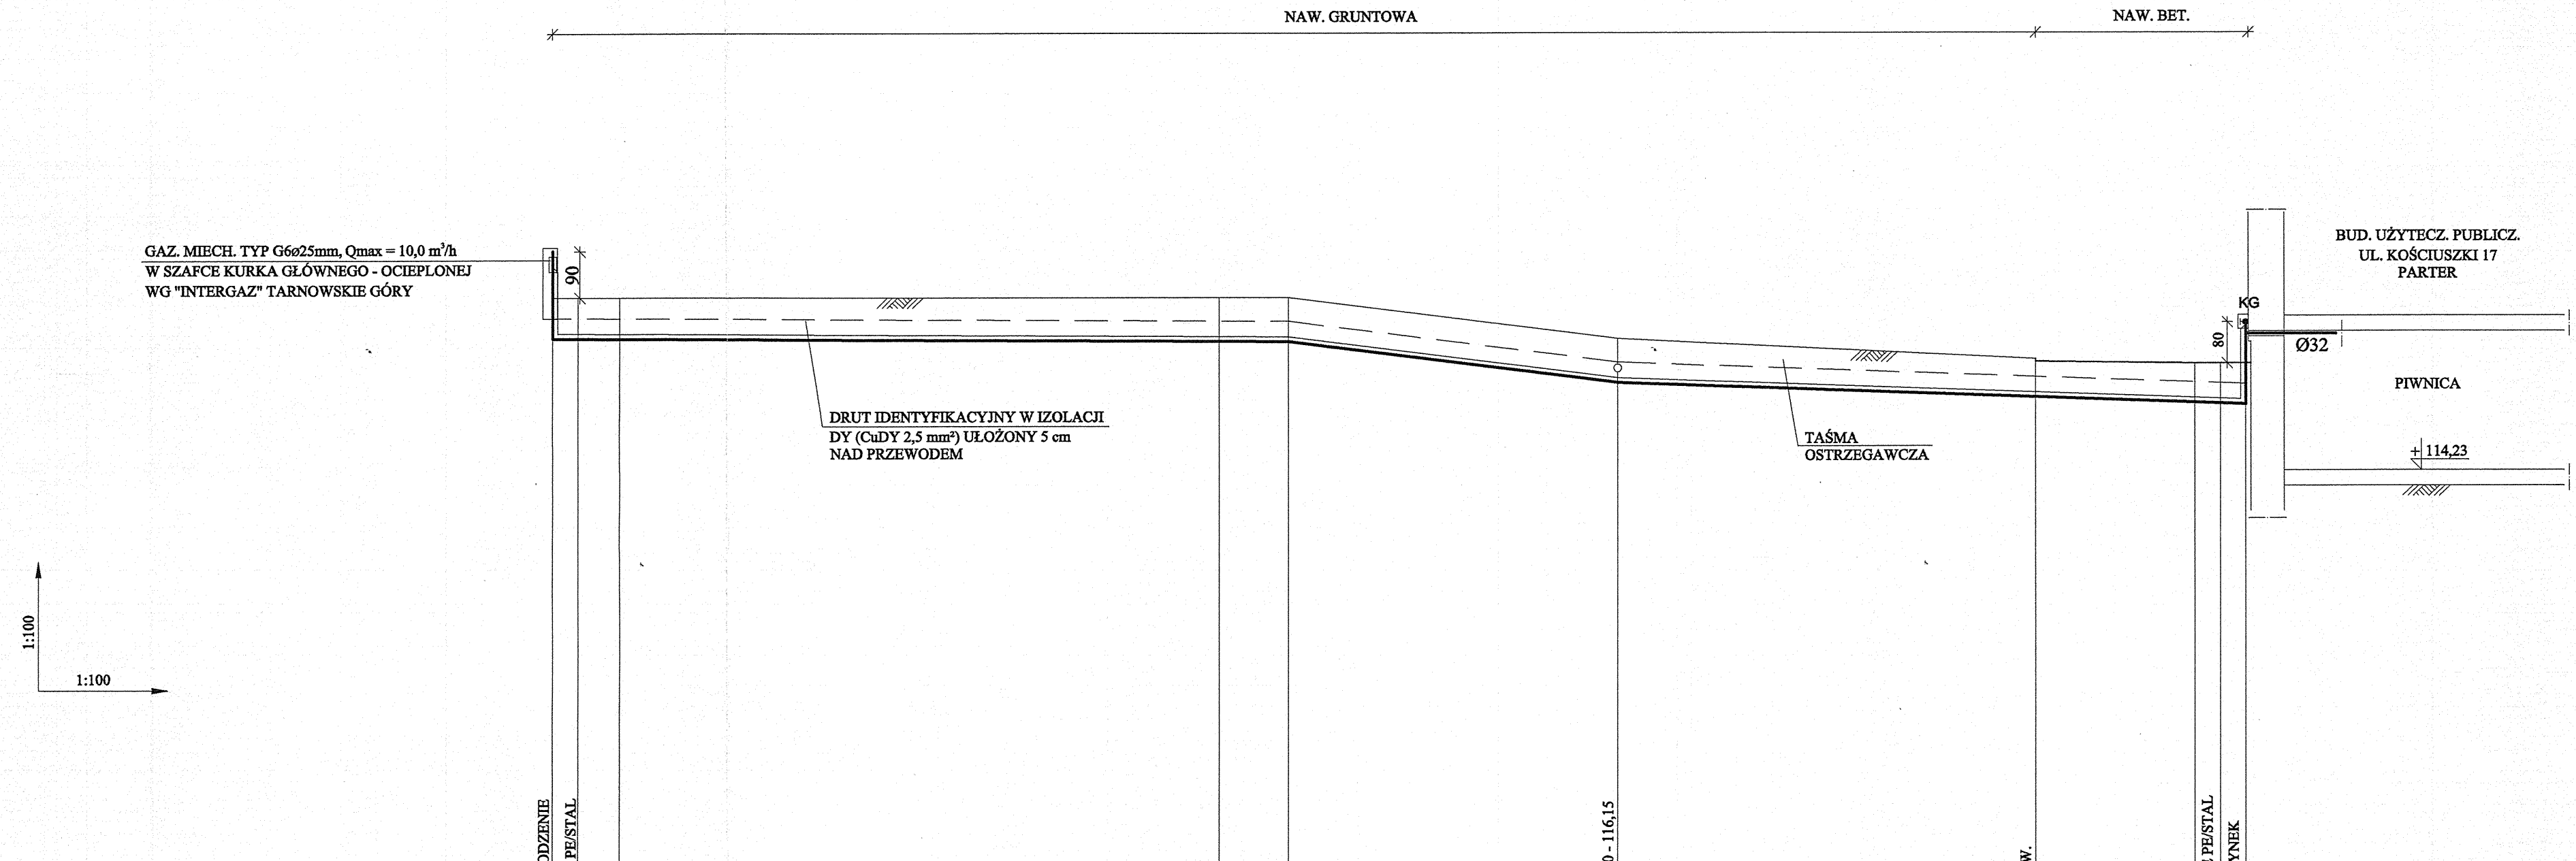 NAW. GRUNTOWA
NAW. BET.
GAZ. MIECH. TYP G6ø25mm, Qmax = 10,0 m³/h
W SZAFCE KURKA GŁÓWNEGO - OCIEPLONEJ
WG "INTERGAZ" TARNOWSKIE GÓRY
90
BUD. UŻYTECZ. PUBLICZ.
UL. KOŚCIUSZKI 17
PARTER
KG
80
Ø32
PIWNICA
DRUT IDENTYFIKACYJNY W IZOLACJI
DY (CuDY 2,5 mm²) UŁOŻONY 5 cm
NAD PRZEWODEM
TAŚMA
OSTRZEGAWCZA
+ 114,23
1:100
1:100
ODZENIE
PE/STAL
0 - 116,15
W.
PE/STAL
YNEK